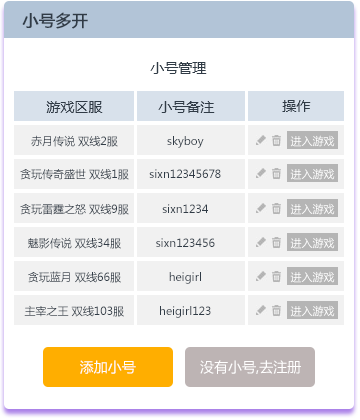 小号多开
小号管理
游戏区服 小号备注 操作
赤月传说 双线2服 skyboy 进入游戏
贪玩传奇盛世 双线1服 sixn12345678 进入游戏
贪玩雷霆之怒 双线9服 sixn1234 进入游戏
魅影传说 双线34服 sixn123456 进入游戏
贪玩蓝月 双线66服 heigirl 进入游戏
主宰之王 双线103服 heigirl123 进入游戏
添加小号 没有小号,去注册